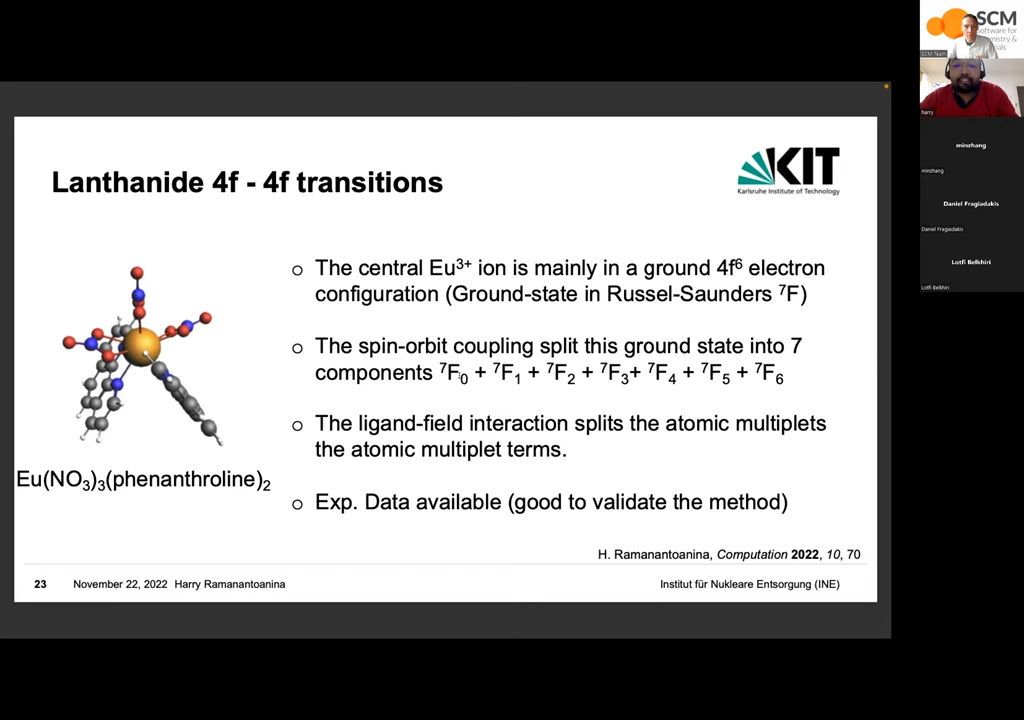 Lanthanide 4f - 4f transitions
KIT
Karlsruhe Institute of Technology
○ The central Eu³⁺ ion is mainly in a ground 4f⁶ electron
configuration (Ground-state in Russel-Saunders ⁷F)
○ The spin-orbit coupling split this ground state into 7
components ⁷F₀ + ⁷F₁ + ⁷F₂ + ⁷F₃+ ⁷F₄ + ⁷F₅ + ⁷F₆
○ The ligand-field interaction splits the atomic multiplets
the atomic multiplet terms.
Eu(NO₃)₃(phenanthroline)₂
○ Exp. Data available (good to validate the method)
H. Ramanantoanina, Computation 2022, 10, 70
23 November 22, 2022 Harry Ramanantoanina Institut für Nukleare Entsorgung (INE)
SCM
Software for
SCM Team
harry
minzhang
minzhang
Daniel Fragiadakis
Daniel Fragiadakis
Lotfi Belkhiri
Lotfi Belkhiri